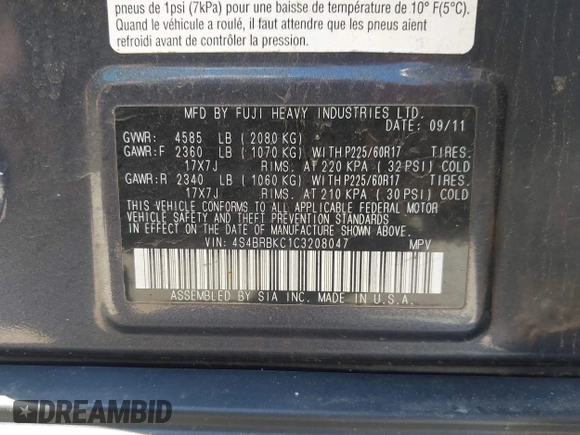 pneus de 1psi (7kPa) pour une baisse de température de 10° F(5°C).
Quand le véhicule a roulé, il faut attendre que les pneus aient
refroidi avant de contrôler la pression.
MFD BY FUJI HEAVY INDUSTRIES LTD.
DATE: 09/11
GVWR: 4585 LB (2080 KG)
GAWR:F 2360 LB (1070 KG) WITH P225/60R17 TIRES.
17X7J RIMS. AT 220 KPA (32 PSI) COLD
GAWR:R 2340 LB (1060 KG) WITH P225/60R17 TIRES.
17X7J RIMS. AT 210 KPA (30 PSI) COLD
THIS VEHICLE CONFORMS TO ALL APPLICABLE FEDERAL MOTOR
VEHICLE SAFETY AND THEFT PREVENTION STANDARDS
IN EFFECT ON THE DATE OF MANUFACTURE SHOWN ABOVE.
VIN: 4S4BRBKC1C3208047 MPV
ASSEMBLED BY SIA INC. MADE IN U.S.A.
DREAMBID